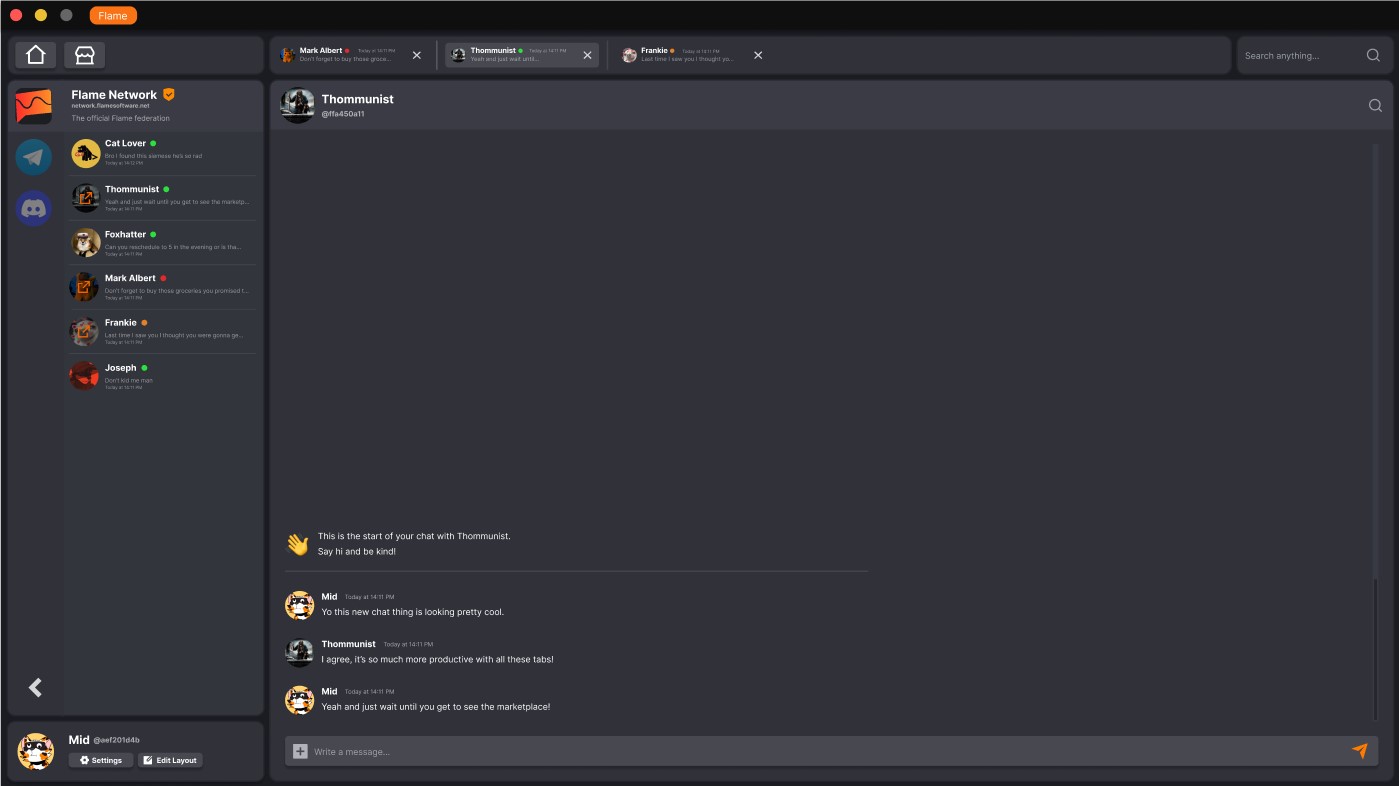 Flame
Mark Albert Today at 14:11 PM
Don't forget to buy those groce...
Thommunist Today at 14:11 PM
Yeah and just wait until...
Frankie Today at 14:11 PM
Last time I saw you I thought yo...
Search anything...
Flame Network
network.flamesoftware.net
The official Flame federation
Cat Lover
Bro I found this siamese he's so rad
Today at 14:12 PM
Thommunist
Yeah and just wait until you get to see the marketp...
Today at 14:11 PM
Foxhatter
Can you reschedule to 5 in the evening or is tha...
Today at 14:11 PM
Mark Albert
Don't forget to buy those groceries you promised t...
Today at 14:11 PM
Frankie
Last time I saw you I thought you were gonna ge...
Today at 14:11 PM
Joseph
Don't kid me man
Today at 14:11 PM
Mid @aef201d4b
Settings
Edit Layout
Thommunist
@ffa450a11
This is the start of your chat with Thommunist.
Say hi and be kind!
Mid Today at 14:11 PM
Yo this new chat thing is looking pretty cool.
Thommunist Today at 14:11 PM
I agree, it's so much more productive with all these tabs!
Mid Today at 14:11 PM
Yeah and just wait until you get to see the marketplace!
Write a message...